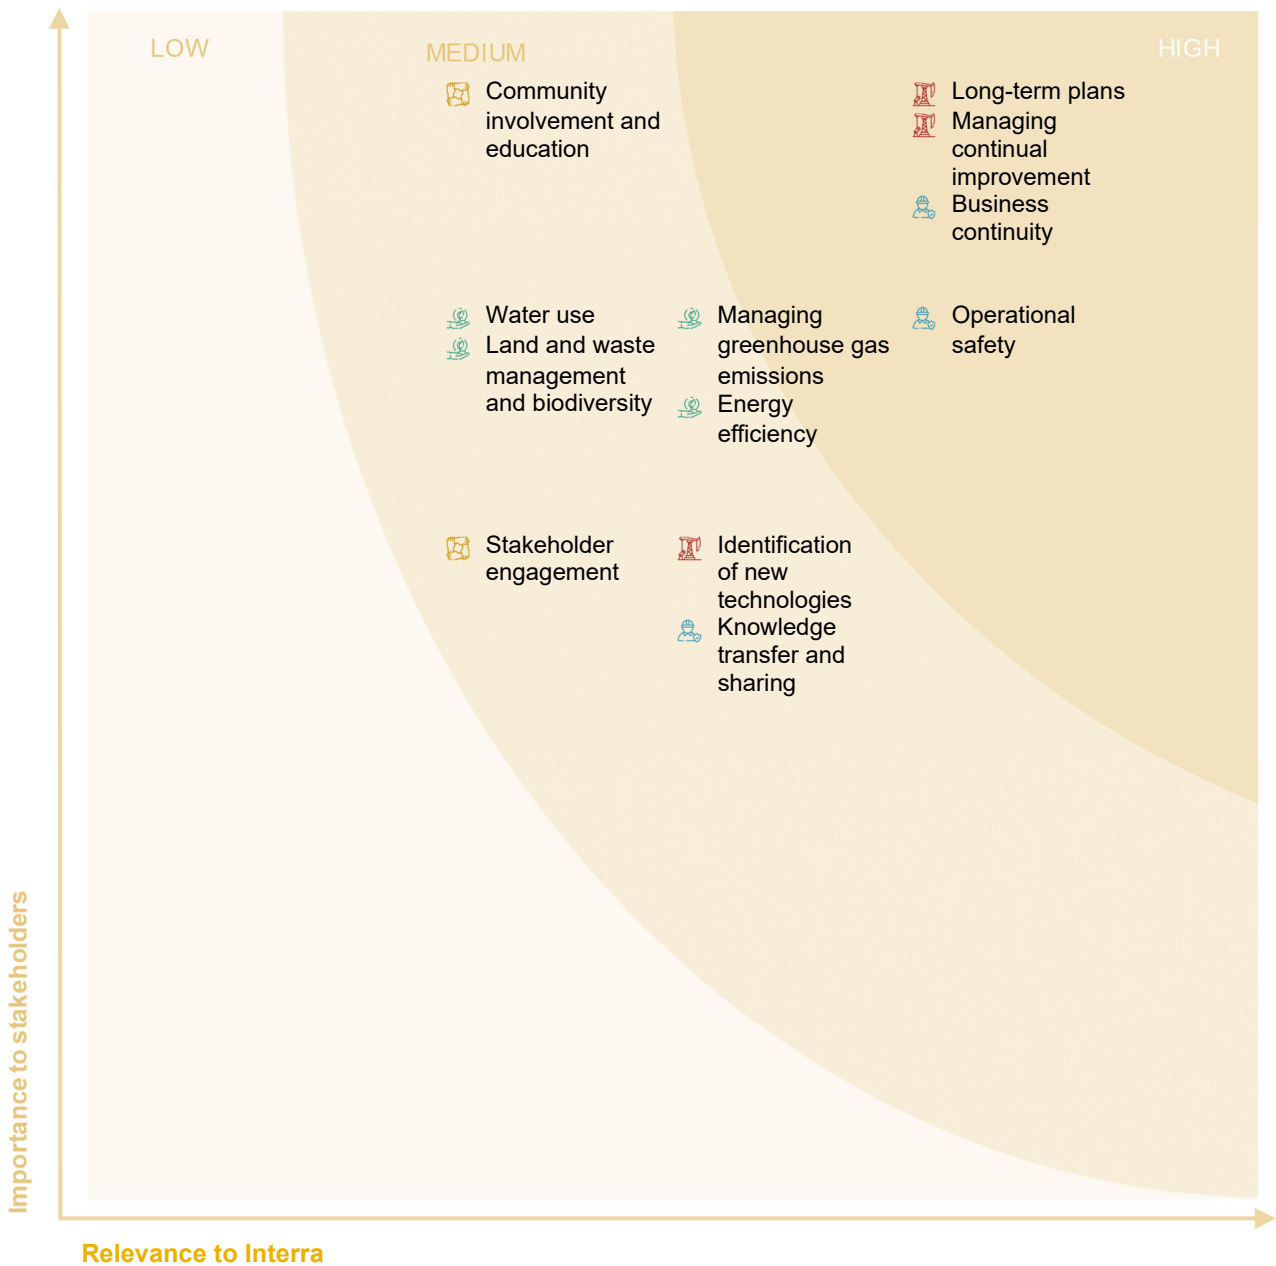 LOW
MEDIUM
HIGH
Community
involvement and
education
Long-term plans
Managing
continual
improvement
Business
continuity
Water use
Land and waste
management
and biodiversity
Managing
greenhouse gas
emissions
Energy
efficiency
Operational
safety
Stakeholder
engagement
Identification
of new
technologies
Knowledge
transfer and
sharing
Importance to stakeholders
Relevance to Interra